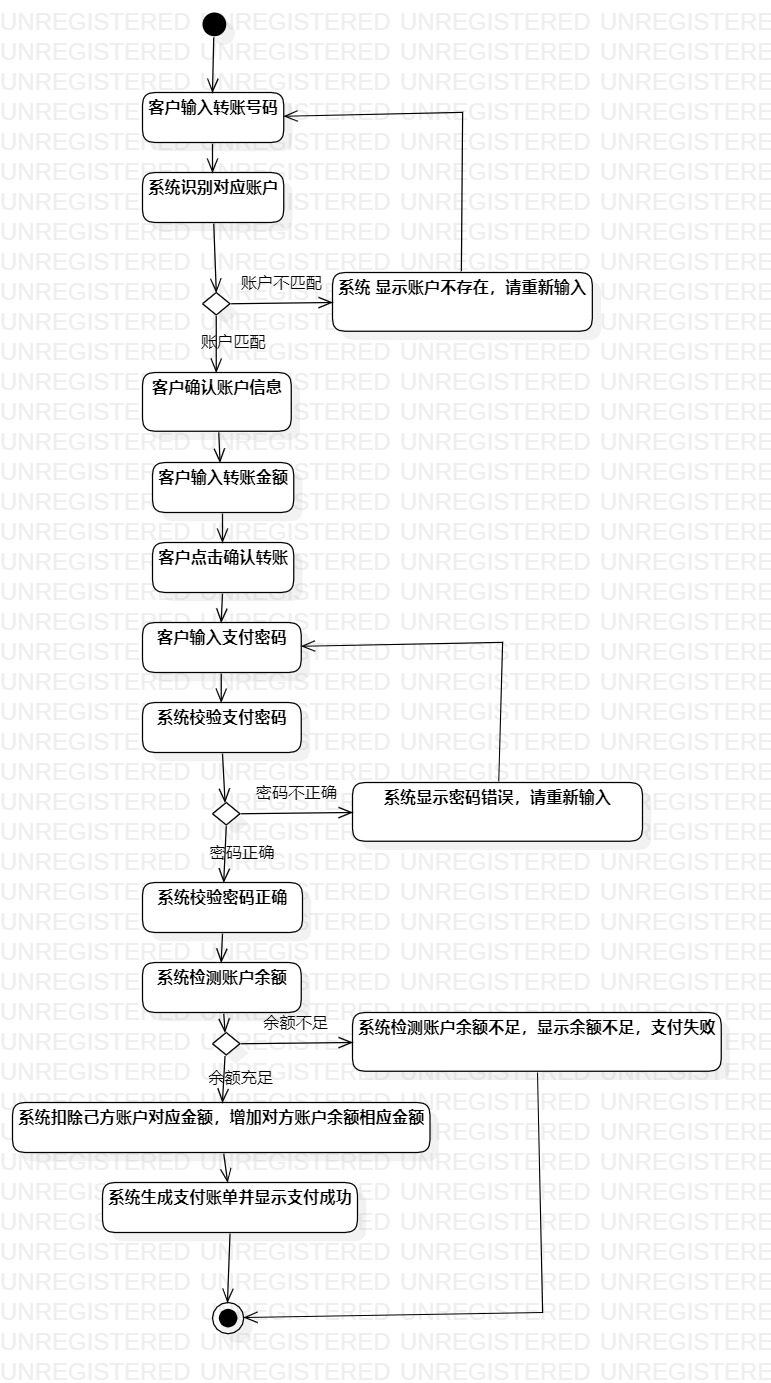 客户输入转账号码
系统识别对应账户
账户不匹配
系统 显示账户不存在，请重新输入
账户匹配
客户确认账户信息
客户输入转账金额
客户点击确认转账
客户输入支付密码
系统校验支付密码
密码不正确
系统显示密码错误，请重新输入
密码正确
系统校验密码正确
系统检测账户余额
余额不足
系统检测账户余额不足，显示余额不足，支付失败
余额充足
系统扣除己方账户对应金额，增加对方账户余额相应金额
系统生成支付账单并显示支付成功
UNREGISTERED